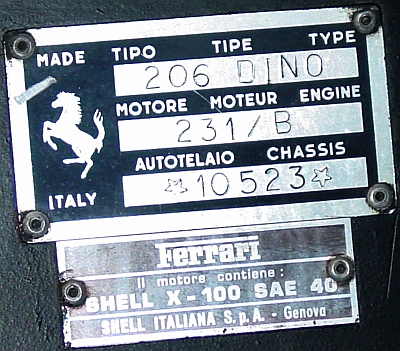 MADE TIPO TIPE TYPE
206 DINO
MOTORE MOTEUR ENGINE
231/B
AUTOTELAIO CHASSIS
☆10523☆
ITALY
Ferrari
Il motore contiene:
SHELL X-100 SAE 40
SHELL ITALIANA S.p.A. - Genova